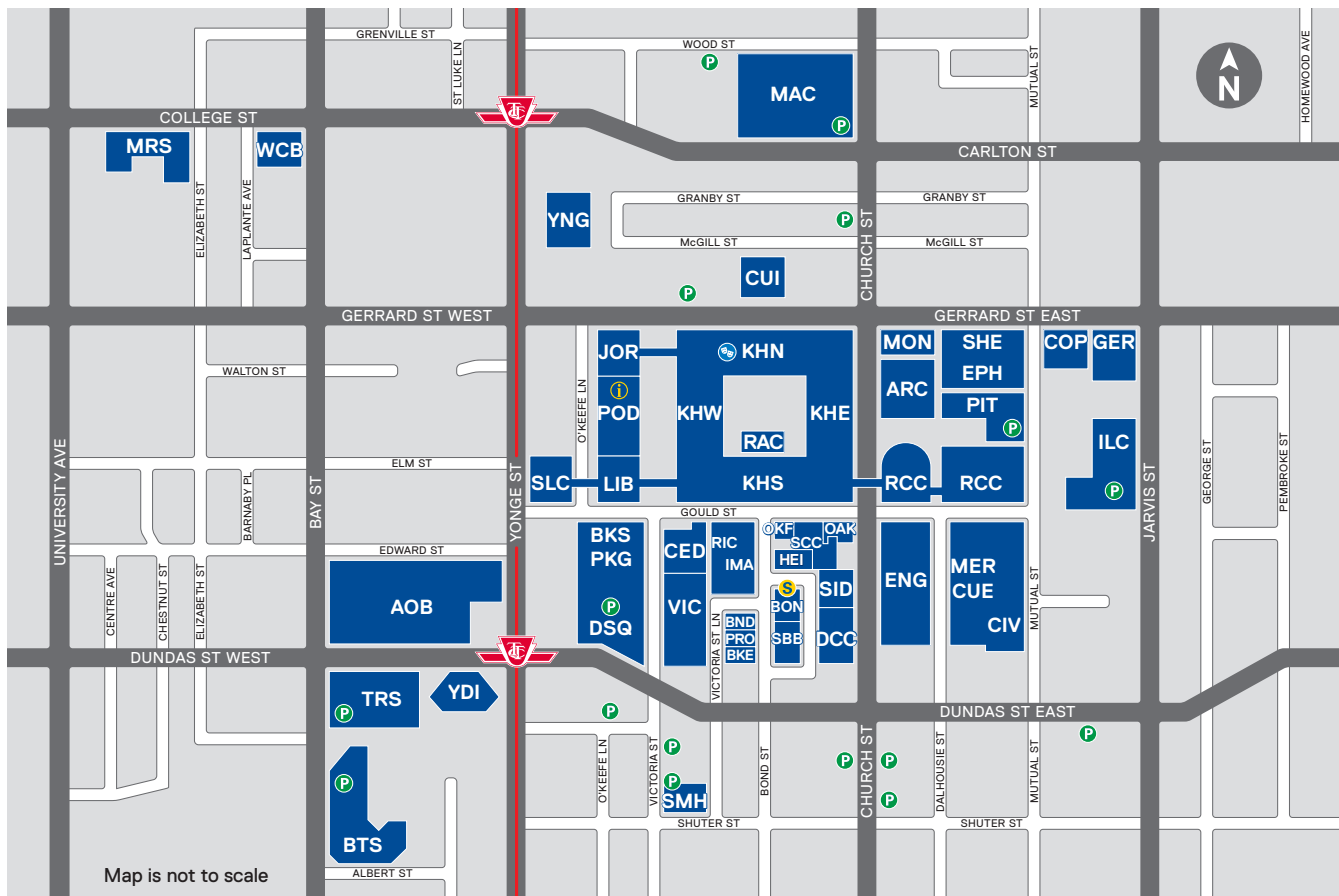 GRENVILLE ST
ST LUKE LN
WOOD ST
MUTUAL ST
HOMEWOOD AVE
N
MAC
P
P
COLLEGE ST
TTC
CARLTON ST
MRS
WCB
ELIZABETH ST
LAPLANTE AVE
YNG
GRANBY ST
GRANBY ST
P
McGILL ST
McGILL ST
CHURCH ST
CUI
P
GERRARD ST WEST
GERRARD ST EAST
JOR
KHN
MON
SHE
COP
GER
WALTON ST
O'KEEFE LN
i
POD
KHW
KHE
ARC
EPH
PIT
P
RAC
UNIVERSITY AVE
BAY ST
YONGE ST
ELM ST
BARNABY PL
SLC
LIB
KHS
RCC
RCC
ILC
P
JARVIS ST
GEORGE ST
PEMBROKE ST
GOULD ST
EDWARD ST
AOB
BKS
PKG
P
DSQ
CED
VIC
RIC
IMA
OKF
OAK
SCC
HEI
S
BON
SBB
SID
DCC
BND
PRO
BKE
VICTORIA ST LN
ENG
MER
CUE
CIV
MUTUAL ST
CENTRE AVE
CHESTNUT ST
ELIZABETH ST
DUNDAS ST WEST
TTC
TRS
P
YDI
DUNDAS ST EAST
P
P
P
P
P
P
P
SMH
O'KEEFE LN
VICTORIA ST
BOND ST
CHURCH ST
DALHOUSIE ST
MUTUAL ST
P
BTS
SHUTER ST
SHUTER ST
ALBERT ST
Map is not to scale